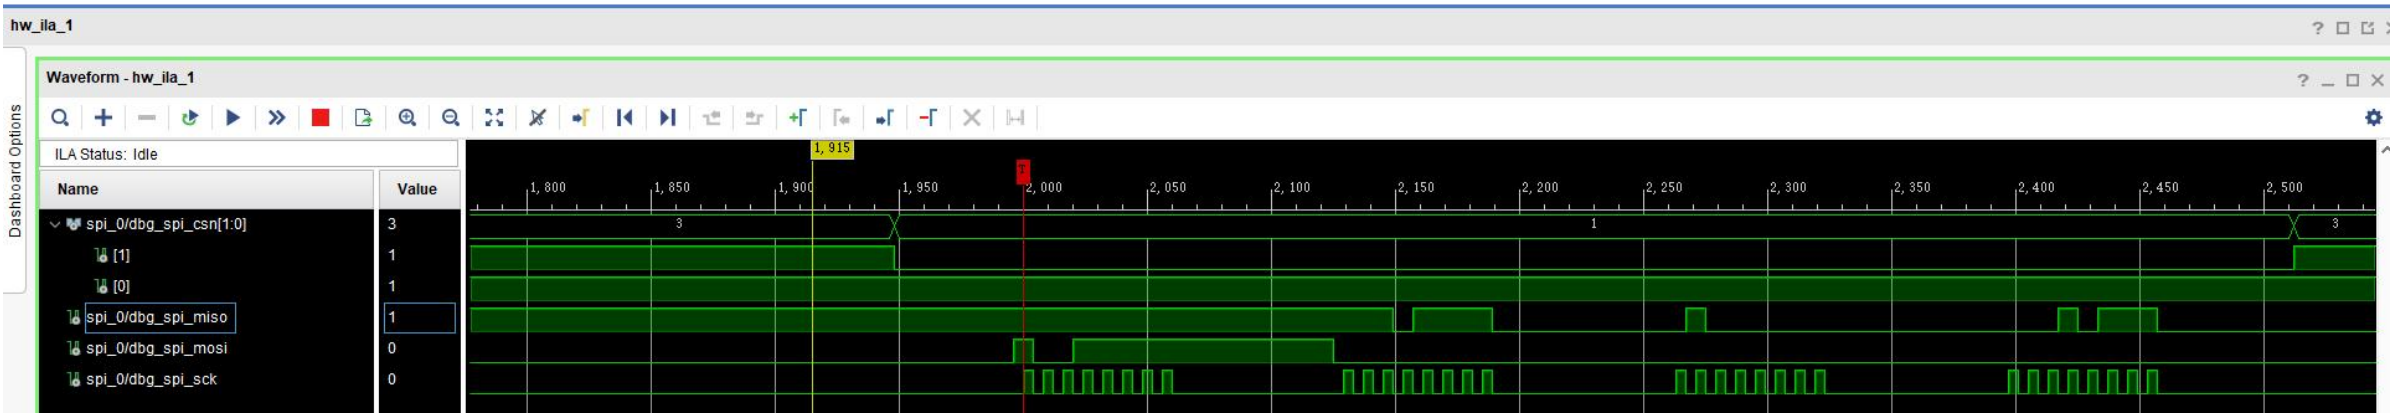 hw_ila_1
Dashboard Options
Waveform - hw_ila_1
ILA Status: Idle
1,915
T
Name Value
1,800 1,850 1,900 1,950 2,000 2,050 2,100 2,150 2,200 2,250 2,300 2,350 2,400 2,450 2,500
spi_0/dbg_spi_csn[1:0] 3 3 1 3
[1] 1
[0] 1
spi_0/dbg_spi_miso 1
spi_0/dbg_spi_mosi 0
spi_0/dbg_spi_sck 0